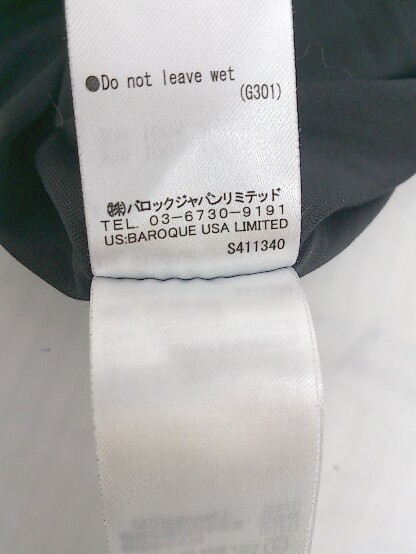 ●Do not leave wet
(G301)
㈱バロックジャパンリミテッド
TEL. 03-6730-9191
US:BAROQUE USA LIMITED
S411340